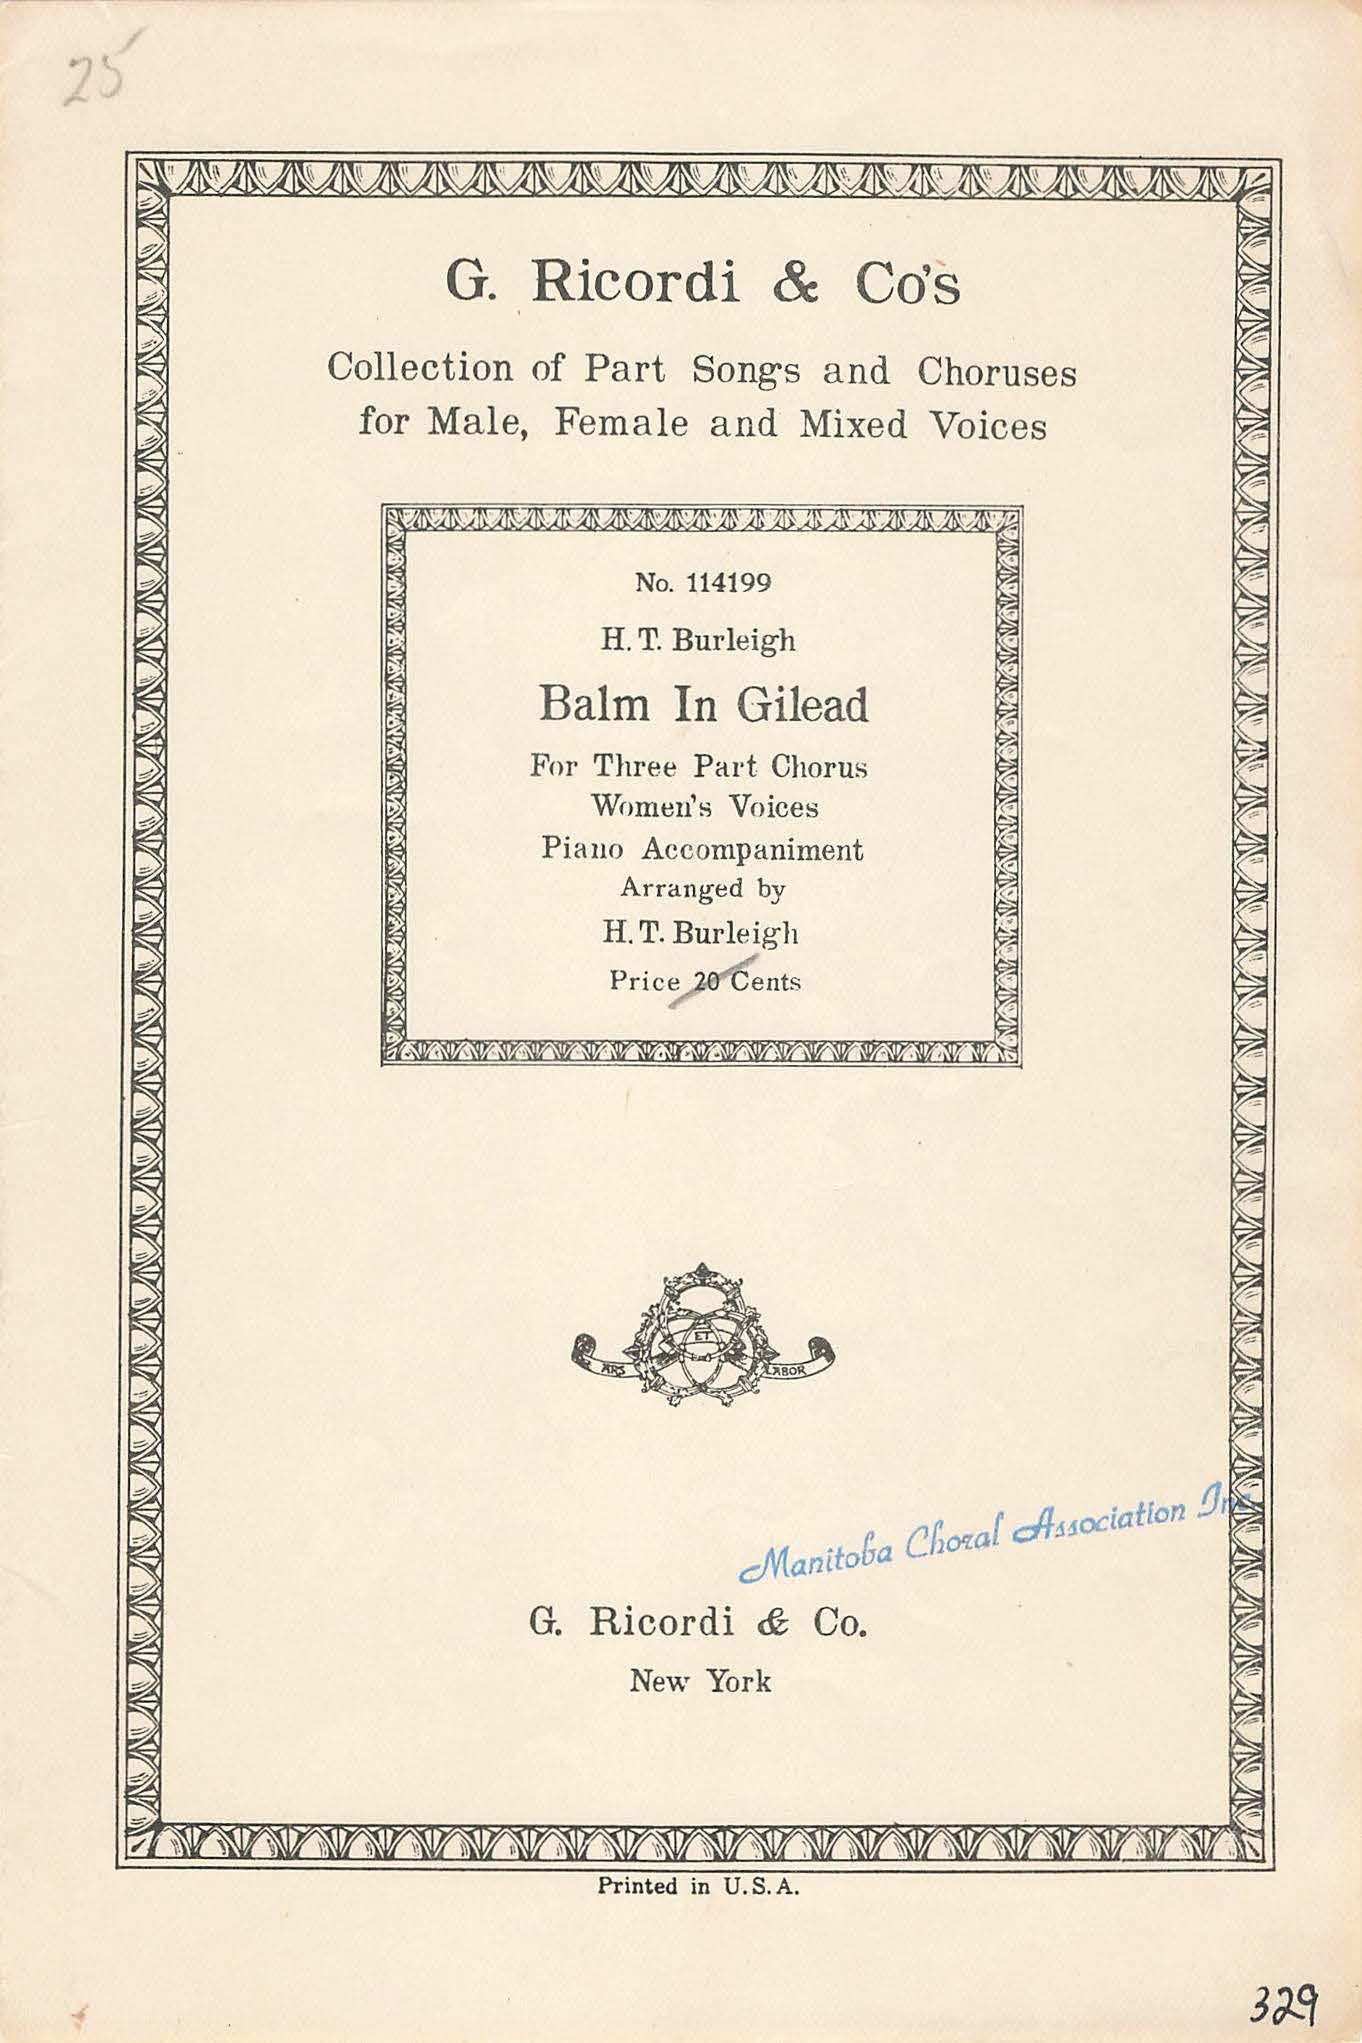 25
G. Ricordi & Co's
Collection of Part Songs and Choruses
for Male, Female and Mixed Voices
No. 114199
H. T. Burleigh
Balm In Gilead
For Three Part Chorus
Women's Voices
Piano Accompaniment
Arranged by
H. T. Burleigh
Price 20 Cents
ET
ARS LABOR
Manitoba Choral Association Inc.
G. Ricordi & Co.
New York
Printed in U.S.A.
329